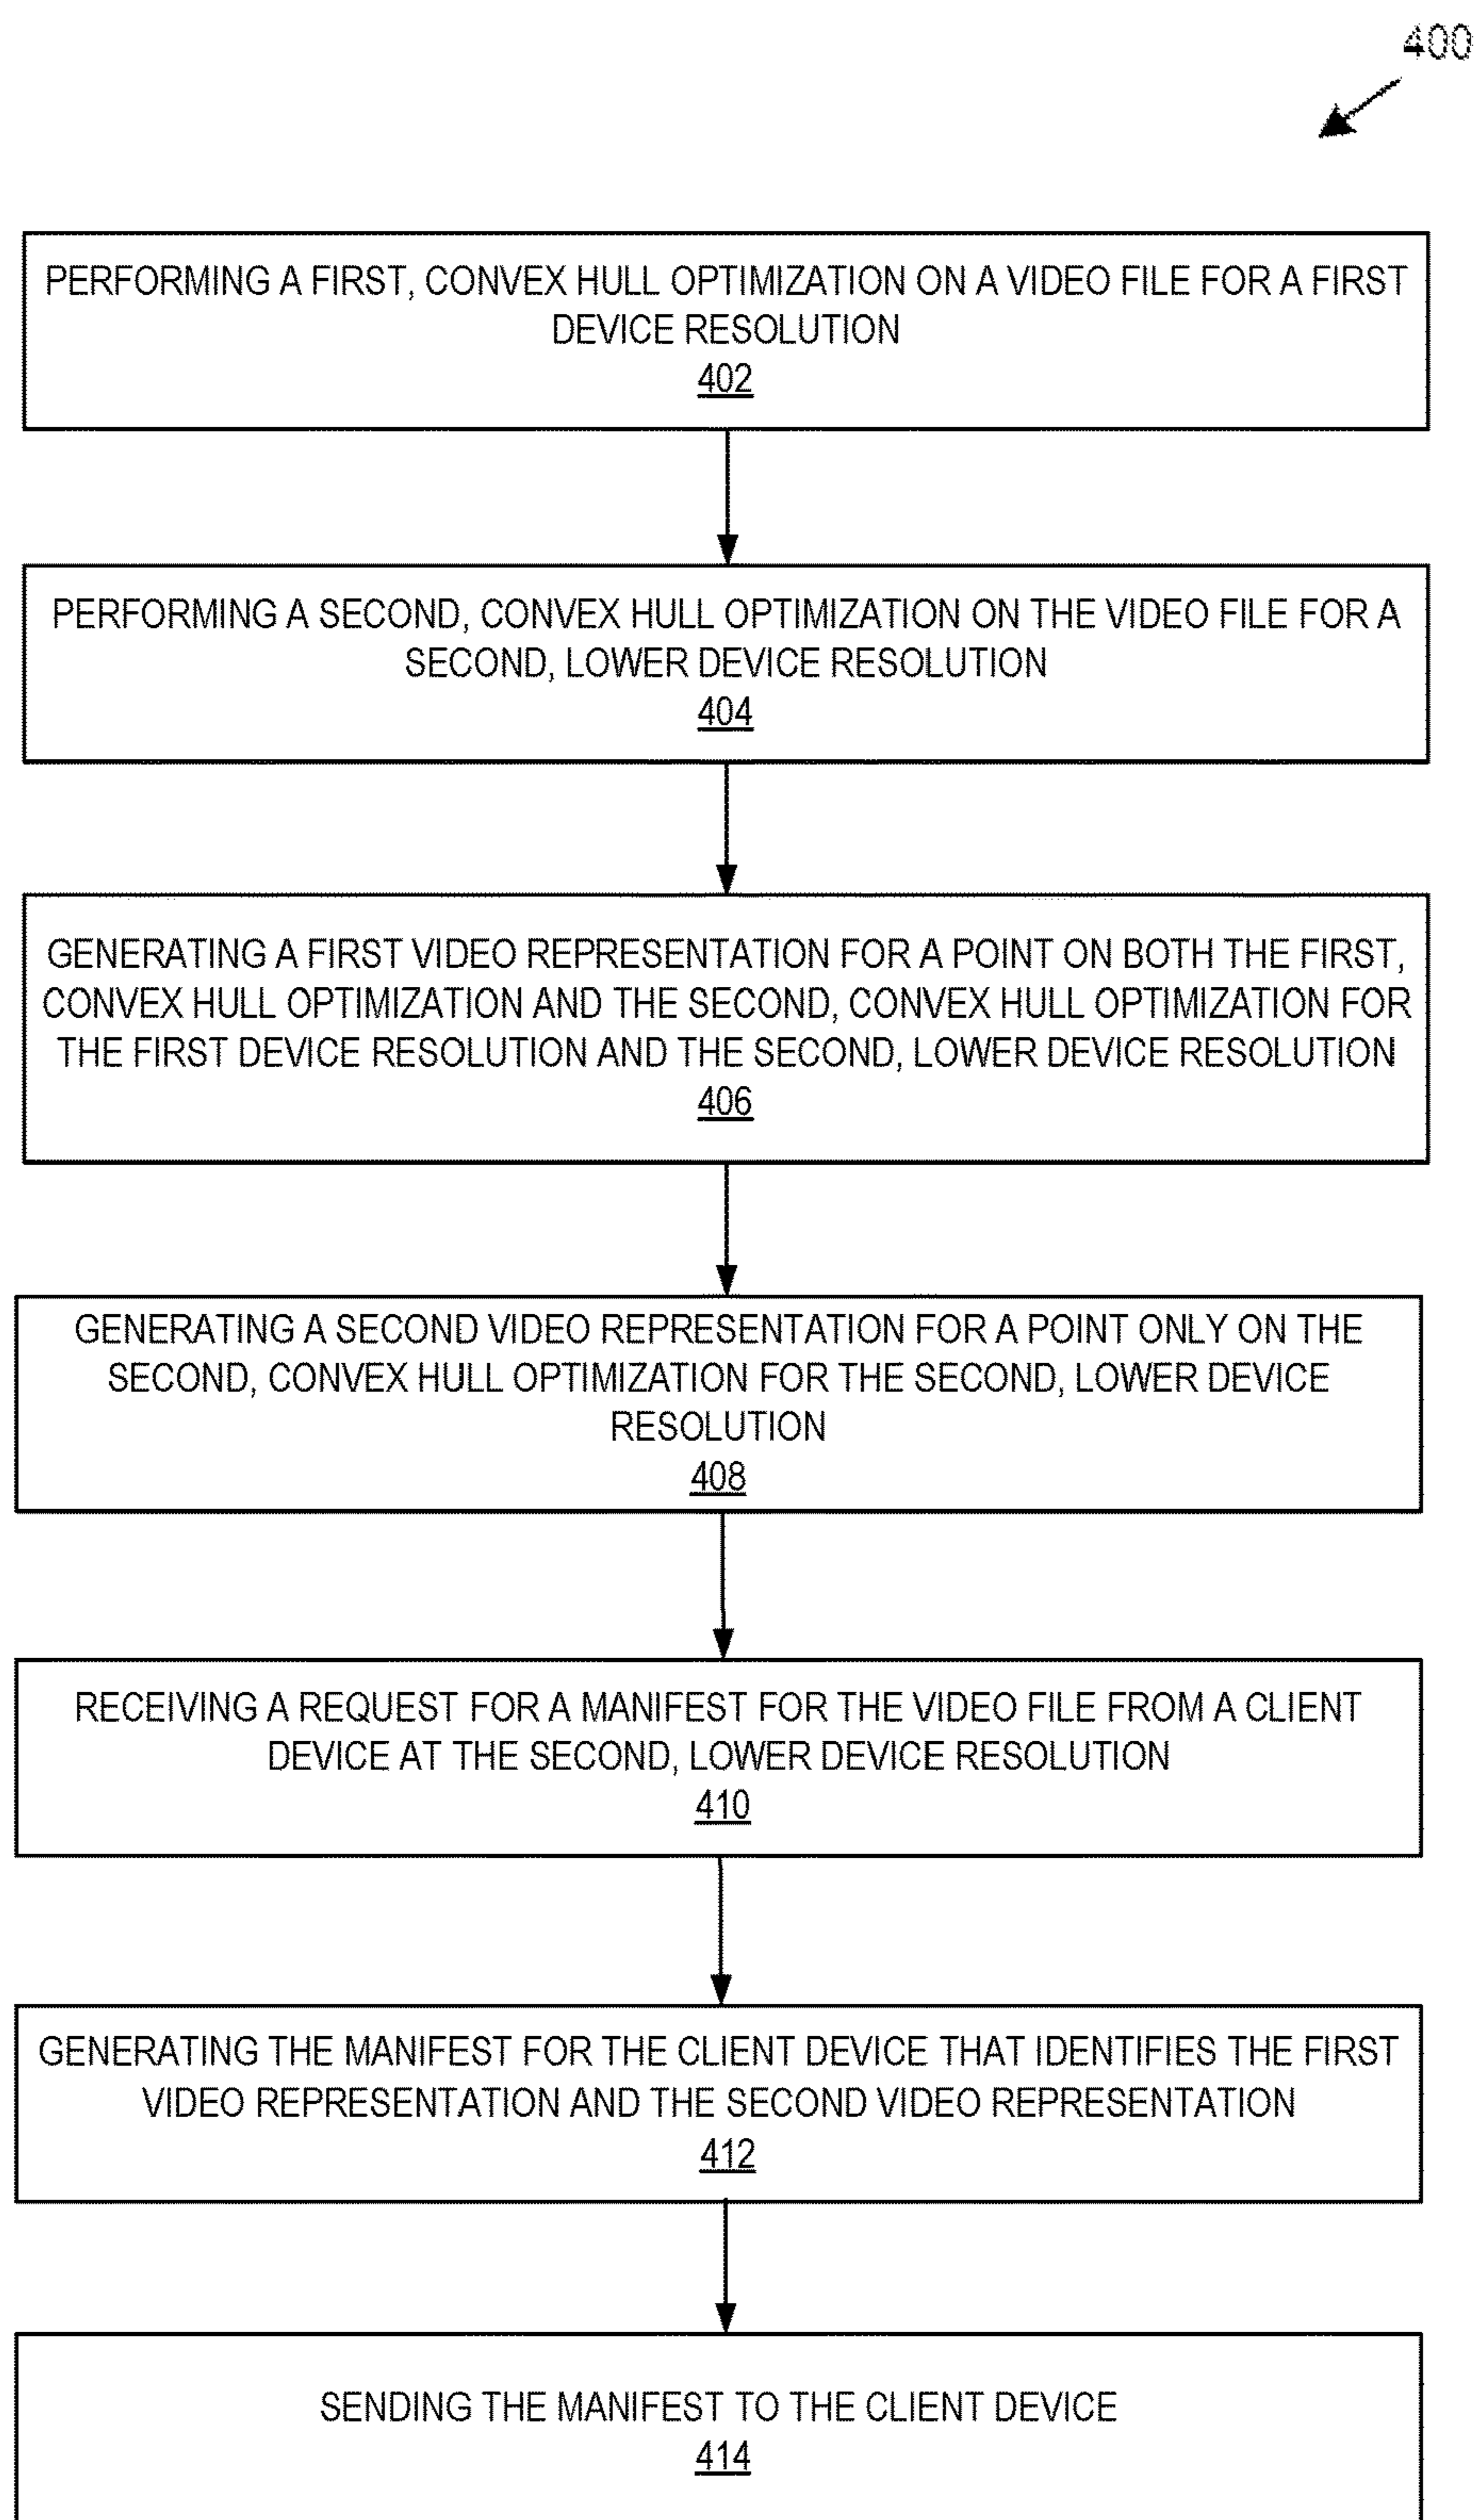 400
PERFORMING A FIRST, CONVEX HULL OPTIMIZATION ON A VIDEO FILE FOR A FIRST
DEVICE RESOLUTION
402
PERFORMING A SECOND, CONVEX HULL OPTIMIZATION ON THE VIDEO FILE FOR A
SECOND, LOWER DEVICE RESOLUTION
404
GENERATING A FIRST VIDEO REPRESENTATION FOR A POINT ON BOTH THE FIRST,
CONVEX HULL OPTIMIZATION AND THE SECOND, CONVEX HULL OPTIMIZATION FOR
THE FIRST DEVICE RESOLUTION AND THE SECOND, LOWER DEVICE RESOLUTION
406
GENERATING A SECOND VIDEO REPRESENTATION FOR A POINT ONLY ON THE
SECOND, CONVEX HULL OPTIMIZATION FOR THE SECOND, LOWER DEVICE
RESOLUTION
408
RECEIVING A REQUEST FOR A MANIFEST FOR THE VIDEO FILE FROM A CLIENT
DEVICE AT THE SECOND, LOWER DEVICE RESOLUTION
410
GENERATING THE MANIFEST FOR THE CLIENT DEVICE THAT IDENTIFIES THE FIRST
VIDEO REPRESENTATION AND THE SECOND VIDEO REPRESENTATION
412
SENDING THE MANIFEST TO THE CLIENT DEVICE
414